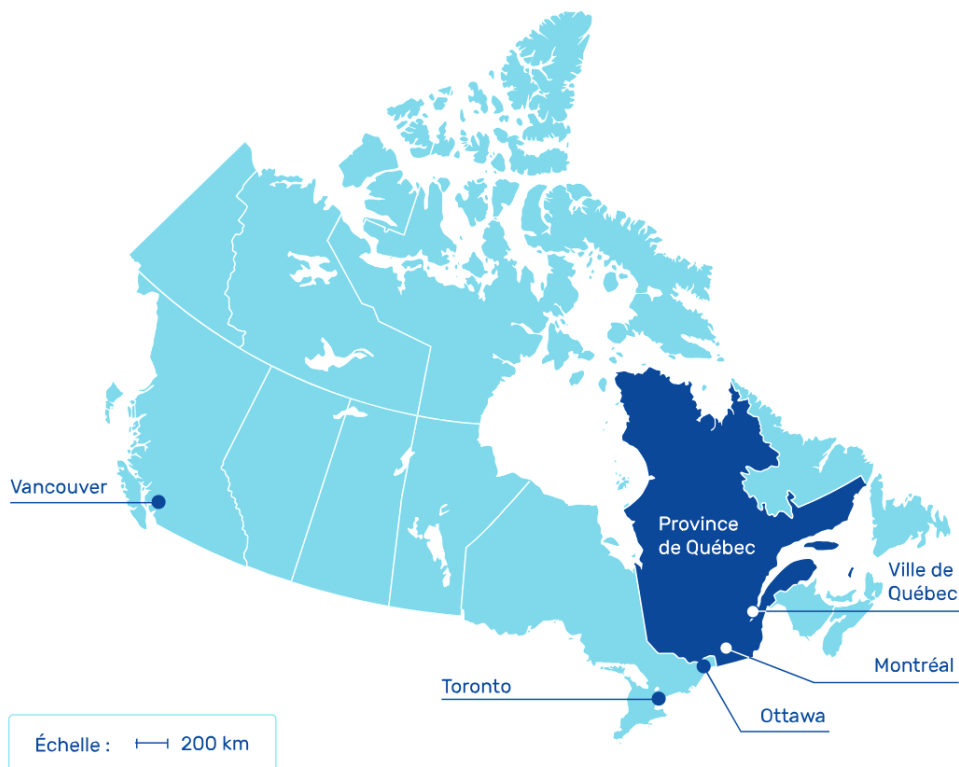 Vancouver
Province
de Québec
Ville de
Québec
Montréal
Toronto
Ottawa
Échelle : 200 km